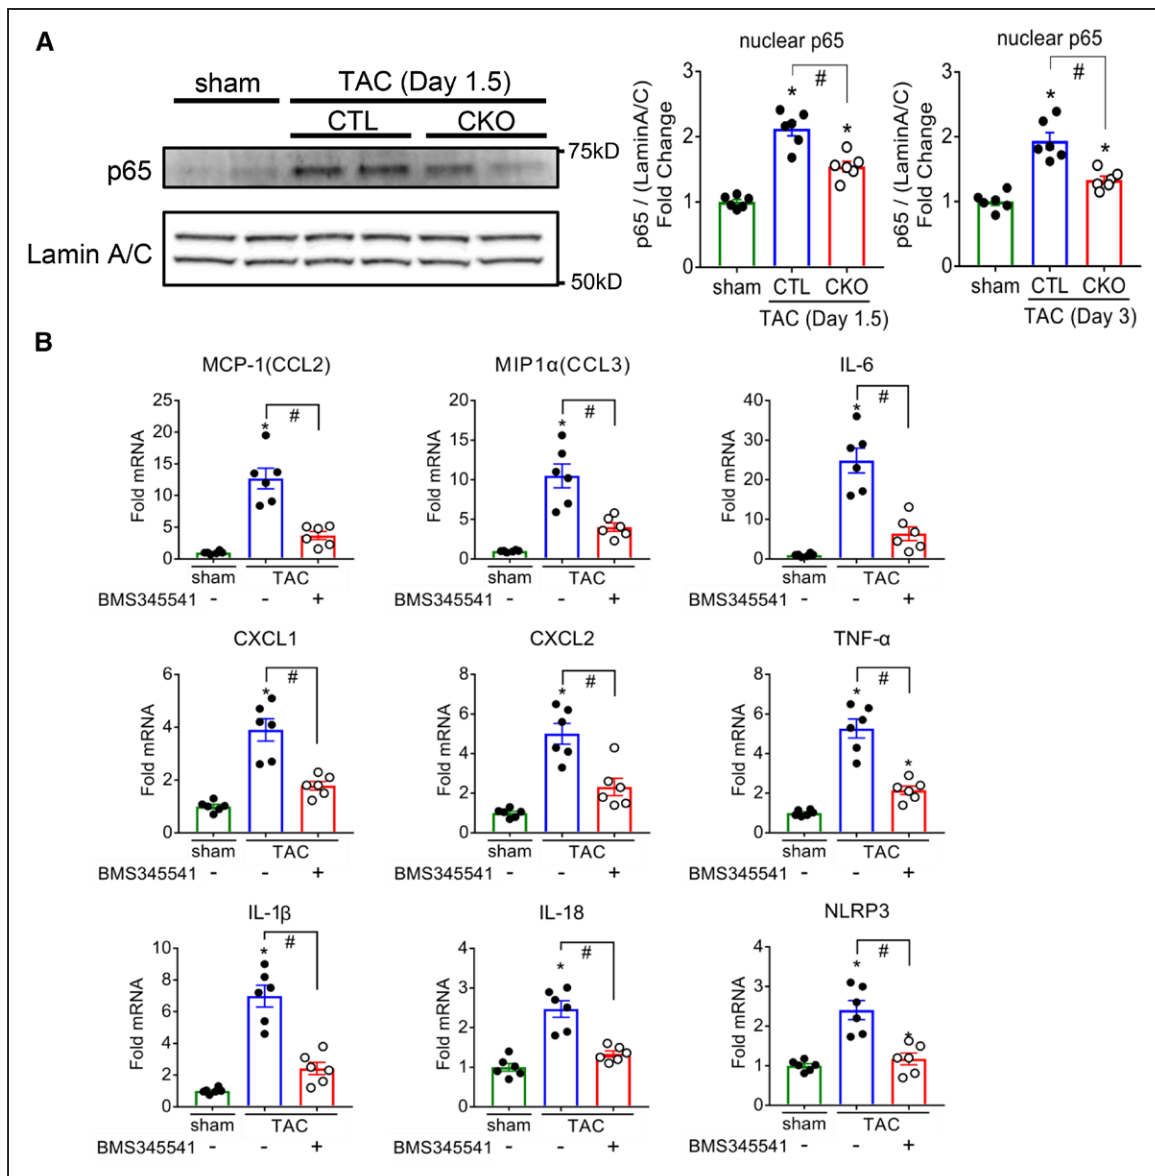 A
sham TAC (Day 1.5)
CTL CKO
p65
75kD
Lamin A/C
50kD
nuclear p65
p65 / (LaminA/C)
Fold Change
3
2
1
0
* # *
sham CTL CKO
TAC (Day 1.5)
nuclear p65
p65 / (LaminA/C)
Fold Change
3
2
1
0
* # *
sham CTL CKO
TAC (Day 3)
B
MCP-1(CCL2)
Fold mRNA
25
20
15
10
5
0
* #
sham TAC
BMS345541 - - +
MIP1α(CCL3)
Fold mRNA
20
15
10
5
0
* #
sham TAC
BMS345541 - - +
IL-6
Fold mRNA
40
30
20
10
0
* #
sham TAC
BMS345541 - - +
CXCL1
Fold mRNA
6
4
2
0
* #
sham TAC
BMS345541 - - +
CXCL2
Fold mRNA
8
6
4
2
0
* #
sham TAC
BMS345541 - - +
TNF-α
Fold mRNA
8
6
4
2
0
* # *
sham TAC
BMS345541 - - +
IL-1β
Fold mRNA
10
8
6
4
2
0
* #
sham TAC
BMS345541 - - +
IL-18
Fold mRNA
4
3
2
1
0
* #
sham TAC
BMS345541 - - +
NLRP3
Fold mRNA
4
3
2
1
0
* # *
sham TAC
BMS345541 - - +